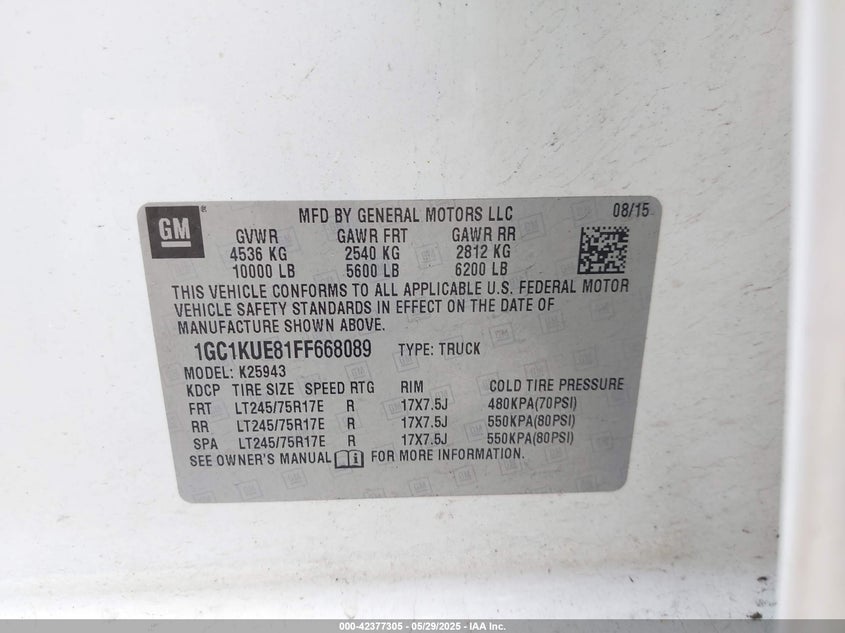 GM
®
MFD BY GENERAL MOTORS LLC 08/15
GVWR GAWR FRT GAWR RR
4536 KG 2540 KG 2812 KG
10000 LB 5600 LB 6200 LB
THIS VEHICLE CONFORMS TO ALL APPLICABLE U.S. FEDERAL MOTOR
VEHICLE SAFETY STANDARDS IN EFFECT ON THE DATE OF
MANUFACTURE SHOWN ABOVE.
1GC1KUE81FF668089 TYPE: TRUCK
MODEL: K25943
KDCP TIRE SIZE SPEED RTG RIM COLD TIRE PRESSURE
FRT LT245/75R17E R 17X7.5J 480KPA(70PSI)
RR LT245/75R17E R 17X7.5J 550KPA(80PSI)
SPA LT245/75R17E R 17X7.5J 550KPA(80PSI)
SEE OWNER'S MANUAL FOR MORE INFORMATION.
000-42377305 - 05/29/2025 - IAA Inc.